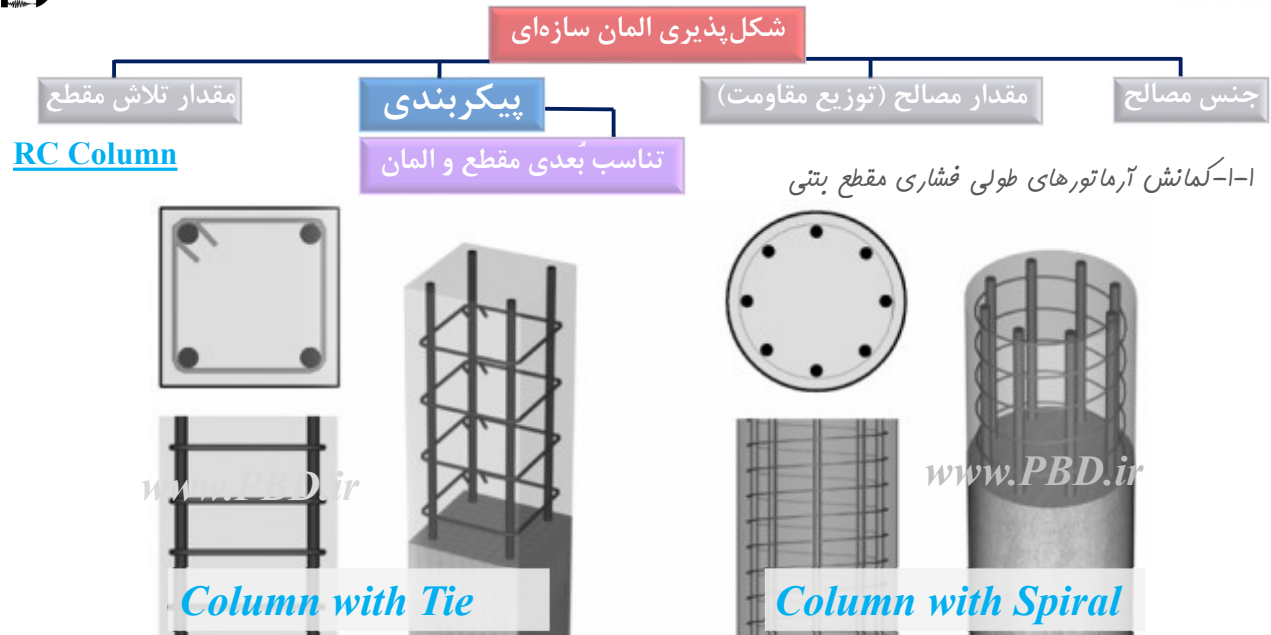 شکل‌پذیری المان سازه‌ای
جنس مصالح
مقدار مصالح (توزیع مقاومت)
پیکربندی
مقدار تلاش مقطع
تناسب بُعدی مقطع و المان
RC Column
۱-۱-کمانش آرماتورهای طولی فشاری مقطع بتنی
www.PBD.ir
www.PBD.ir
Column with Tie
Column with Spiral